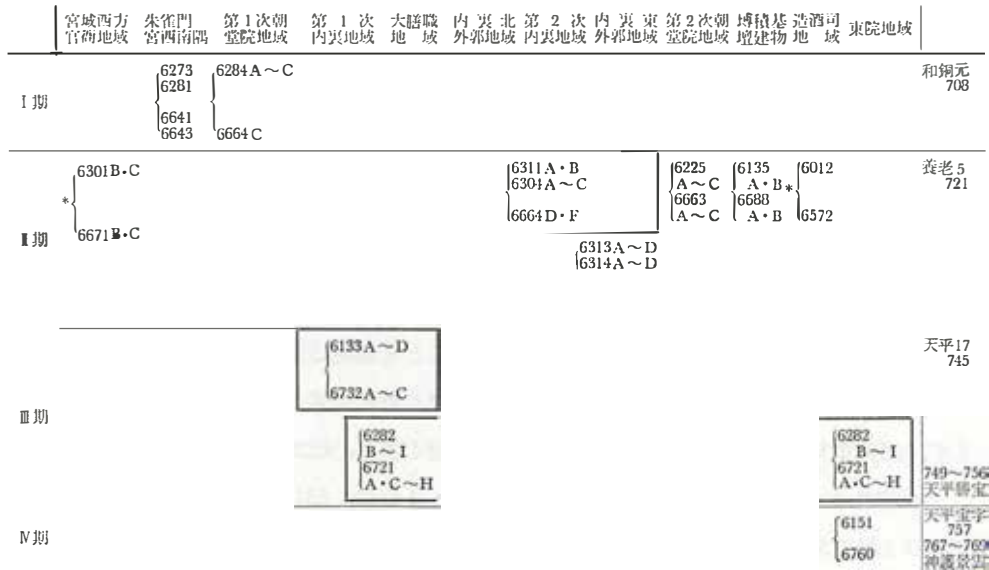 宮城西方 朱雀門 第1次朝 第 1 次 大膳職 内裏北 第 2 次 内裏東 第2次朝 塼積基 造酒司 東院地域
官衙地域 宮西南隅 堂院地域 内裏地域 地 域 外郭地域 内裏地域 外郭地域 堂院地域 壇建物 地 域
6273 6284A～C 和銅元
6281 708
Ⅰ期
6641
6643 6664C
6301B・C 6311A・B 6225 6135 6012 養老5
6304A～C A～C A・B 721
* 6663 6688 *
6664D・F A～C A・B 6572
6671B・C
Ⅱ期 6313A～D
6314A～D
6133A～D 天平17
745
6732A～C
Ⅲ期
6282 6282
B～I B～I
6721 6721 749～756
A・C～H A・C～H 天平勝宝
6151 天平宝字
757
Ⅳ期
6760 767～769
神護景雲